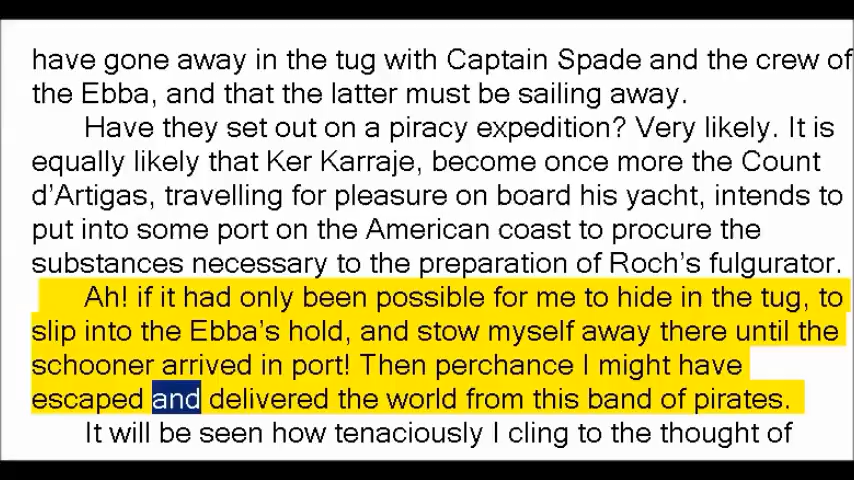 have gone away in the tug with Captain Spade and the crew of
the Ebba, and that the latter must be sailing away.
Have they set out on a piracy expedition? Very likely. It is
equally likely that Ker Karraje, become once more the Count
d’Artigas, travelling for pleasure on board his yacht, intends to
put into some port on the American coast to procure the
substances necessary to the preparation of Roch’s fulgurator.
Ah! if it had only been possible for me to hide in the tug, to
slip into the Ebba’s hold, and stow myself away there until the
schooner arrived in port! Then perchance I might have
escaped and delivered the world from this band of pirates.
It will be seen how tenaciously I cling to the thought of